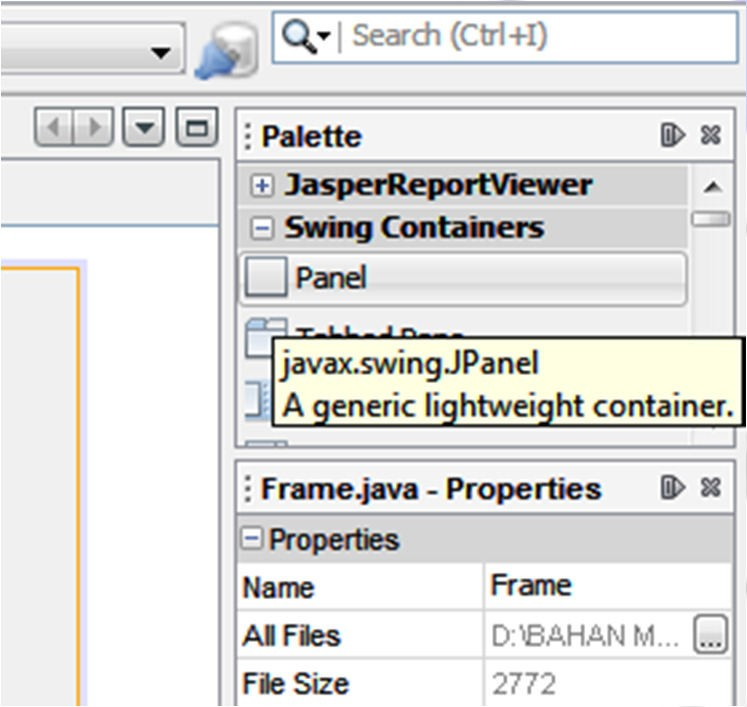 Search (Ctrl+I)
Palette
JasperReportViewer
Swing Containers
Panel
Tabbed Pane
javax.swing.JPanel
A generic lightweight container.
Frame.java - Properties
Properties
Name Frame
All Files D:\BAHAN M... ...
File Size 2772